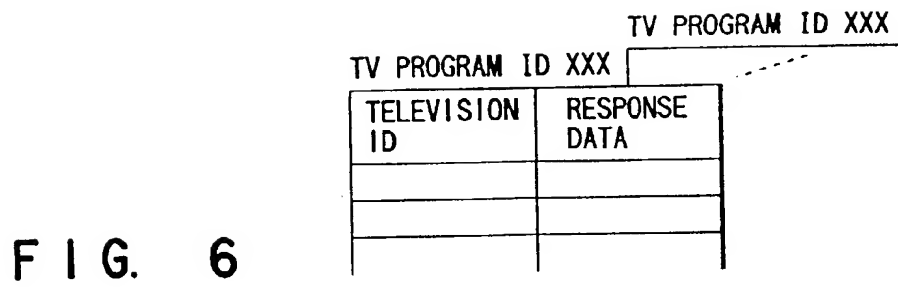 TV PROGRAM ID XXX
TV PROGRAM ID XXX
TELEVISION ID
RESPONSE DATA
FIG. 6